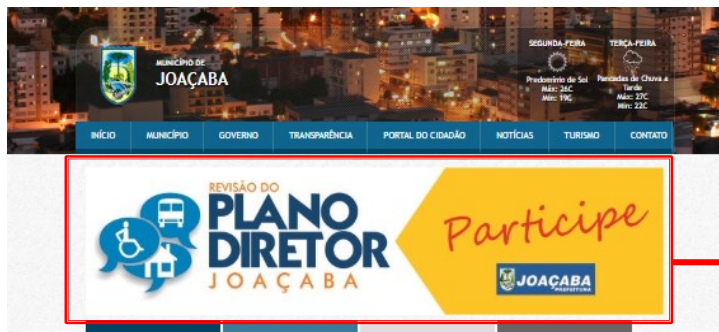 MUNICÍPIO DE
JOAÇABA
SEGUNDA-FEIRA
Predomínio de Sol
Máx: 26C
Mín: 19C
TERÇA-FEIRA
Pancadas de Chuva a
Tarde
Máx: 27C
Mín: 22C
INÍCIO MUNICÍPIO GOVERNO TRANSPARÊNCIA PORTAL DO CIDADÃO NOTÍCIAS TURISMO CONTATO
REVISÃO DO
PLANO
DIRETOR
JOAÇABA
Participe
JOAÇABA
PREFEITURA